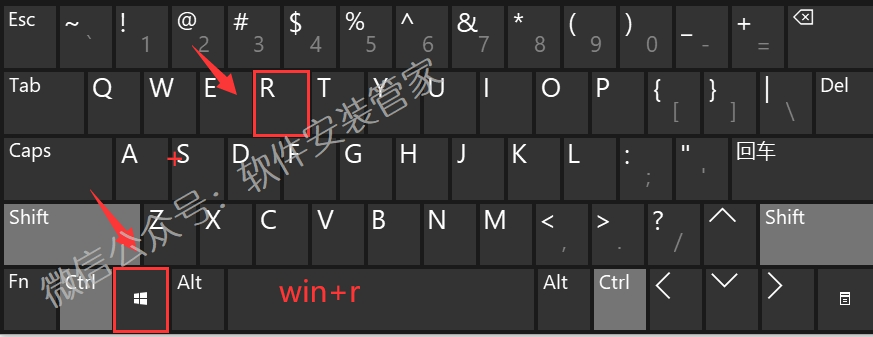 Esc ~ ` ! 1 @ 2 # 3 $ 4 % 5 ^ 6 & 7 * 8 ( 9 ) 0 _ - + =
Tab Q W E R T Y U I O P { [ } ] | \ Del
Caps A + S D F G H J K L : ; " ' 回车
Shift Z X C V B N M < , > . ? / Shift
Fn Ctrl Alt win+r Alt Ctrl
微信公众号：软件安装管家